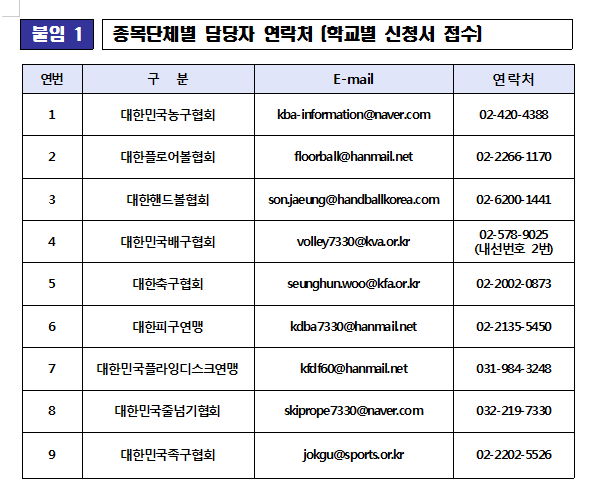 붙임 1 종목단체별 담당자 연락처 (학교별 신청서 접수)
연번 구 분 E-mail 연락처
1 대한민국농구협회 kba-information@naver.com 02-420-4388
2 대한플로어볼협회 floorball@hanmail.net 02-2266-1170
3 대한핸드볼협회 son.jaeung@handballkorea.com 02-6200-1441
4 대한민국배구협회 volley7330@kva.or.kr 02-578-9025
(내선번호 2번)
5 대한축구협회 seunghun.woo@kfa.or.kr 02-2002-0873
6 대한피구연맹 kdba7330@hanmail.net 02-2135-5450
7 대한민국플라잉디스크연맹 kfdf60@hanmail.net 031-984-3248
8 대한민국줄넘기협회 skiprope7330@naver.com 032-219-7330
9 대한민국족구협회 jokgu@sports.or.kr 02-2202-5526